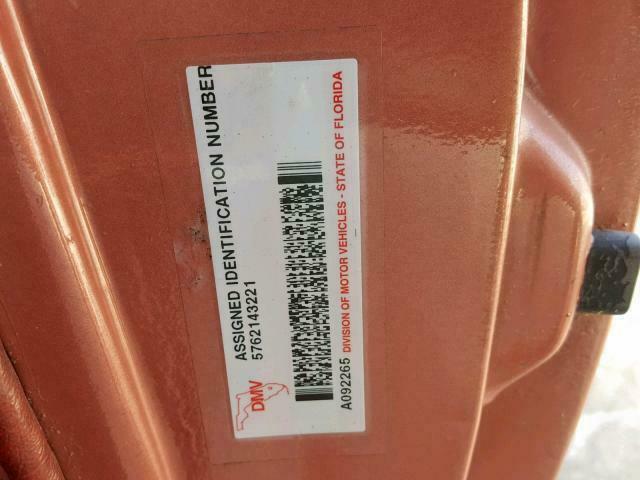 ASSIGNED IDENTIFICATION NUMBER
5762143221
DMV
A092265 DIVISION OF MOTOR VEHICLES - STATE OF FLORIDA